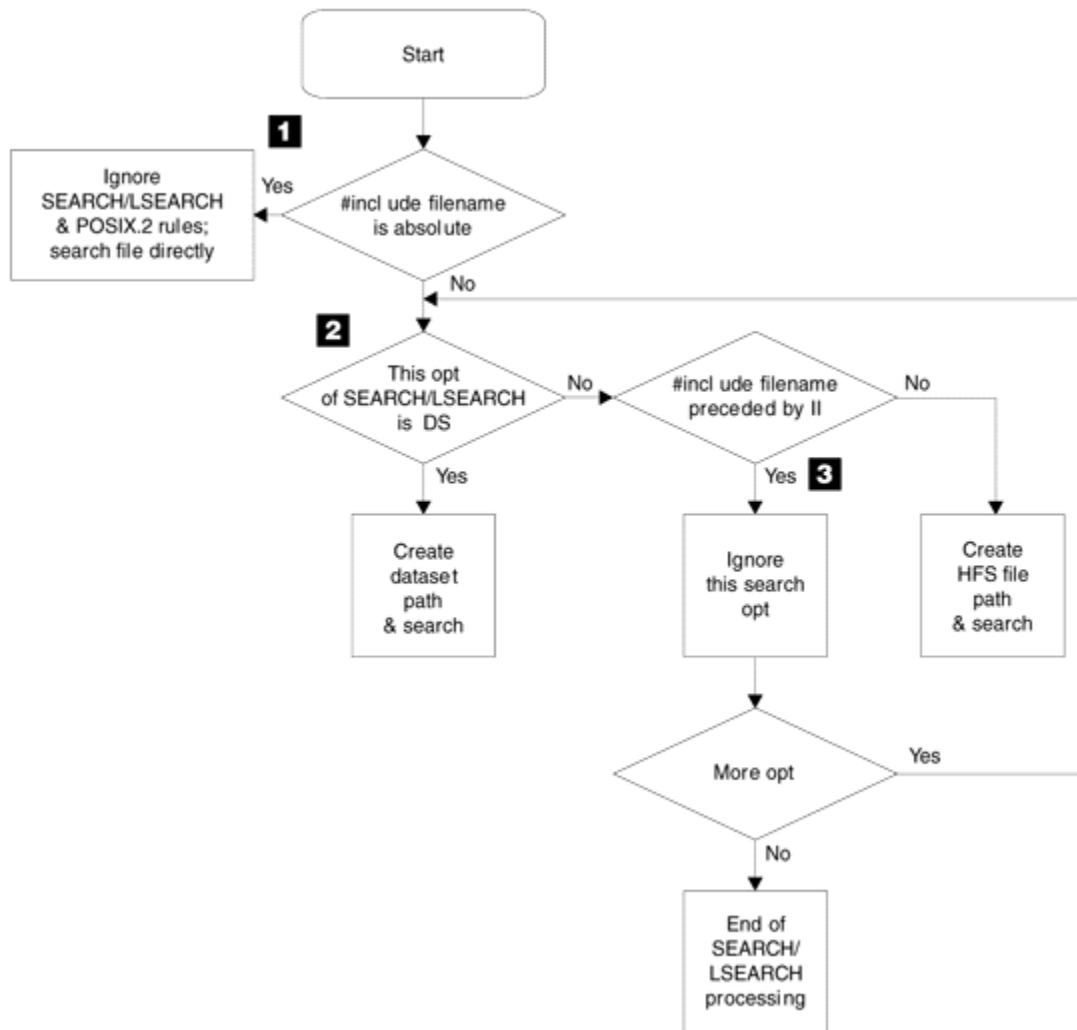 Start
1
Ignore
SEARCH/LSEARCH
& POSIX.2 rules;
search file directly
Yes
#incl ude filename
is absolute
No
2
This opt
of SEARCH/LSEARCH
is DS
No
#incl ude filename
preceded by II
No
Yes
Yes
3
Create
dataset
path
& search
Ignore
this search
opt
Create
HFS file
path
& search
More opt
Yes
No
End of
SEARCH/
LSEARCH
processing